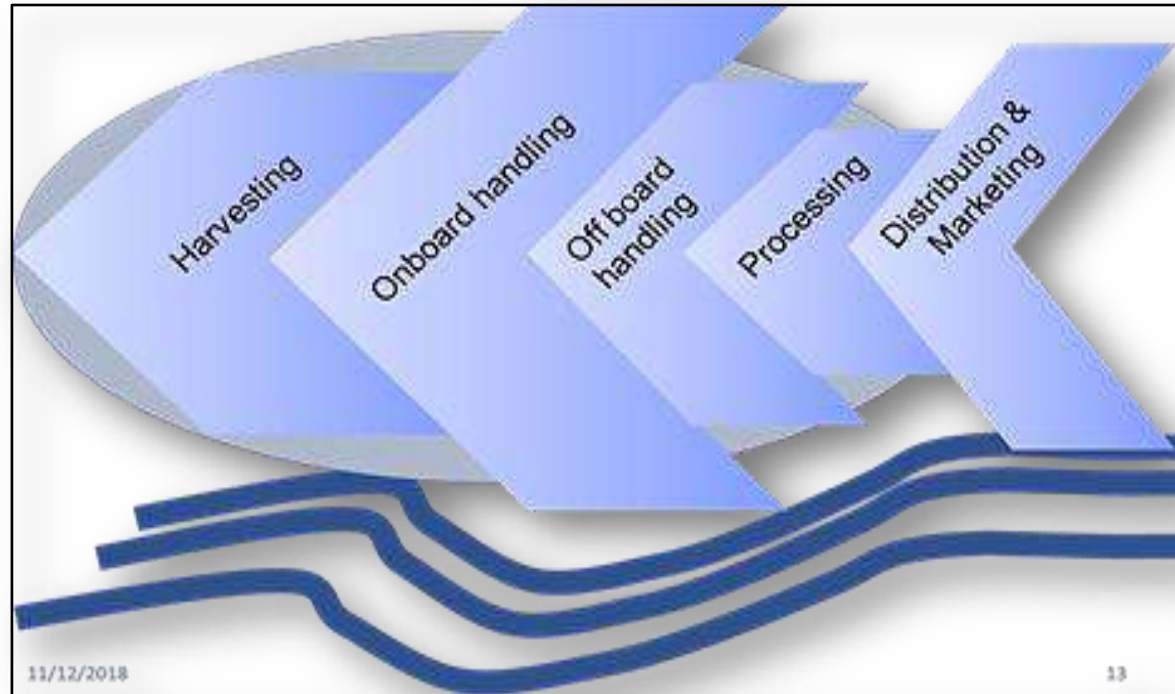 Harvesting
Onboard handling
Off board
handling
Processing
Distribution &
Marketing
11/12/2018
13